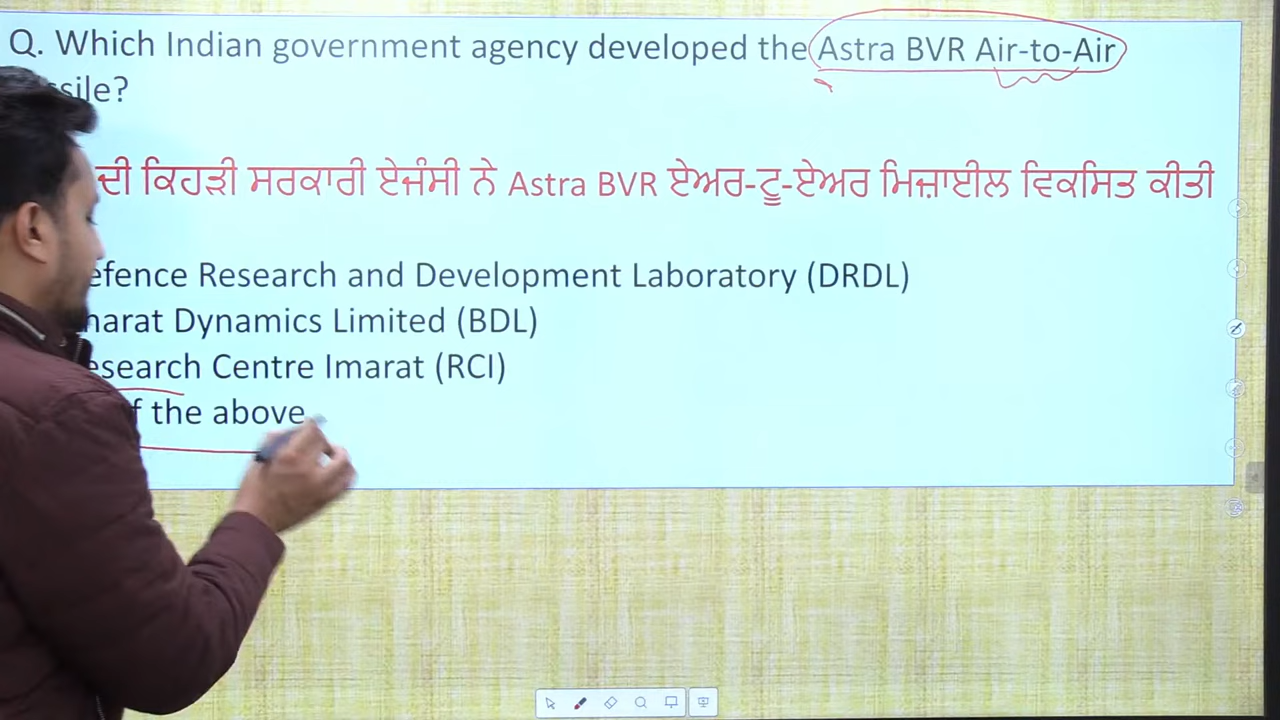 Q. Which Indian government agency developed the Astra BVR Air-to-Air
sile?
ਦੀ ਕਿਹੜੀ ਸਰਕਾਰੀ ਏਜੰਸੀ ਨੇ Astra BVR ਏਅਰ-ਟੂ-ਏਅਰ ਮਿਜ਼ਾਈਲ ਵਿਕਸਿਤ ਕੀਤੀ
efence Research and Development Laboratory (DRDL)
harat Dynamics Limited (BDL)
esearch Centre Imarat (RCI)
f the above